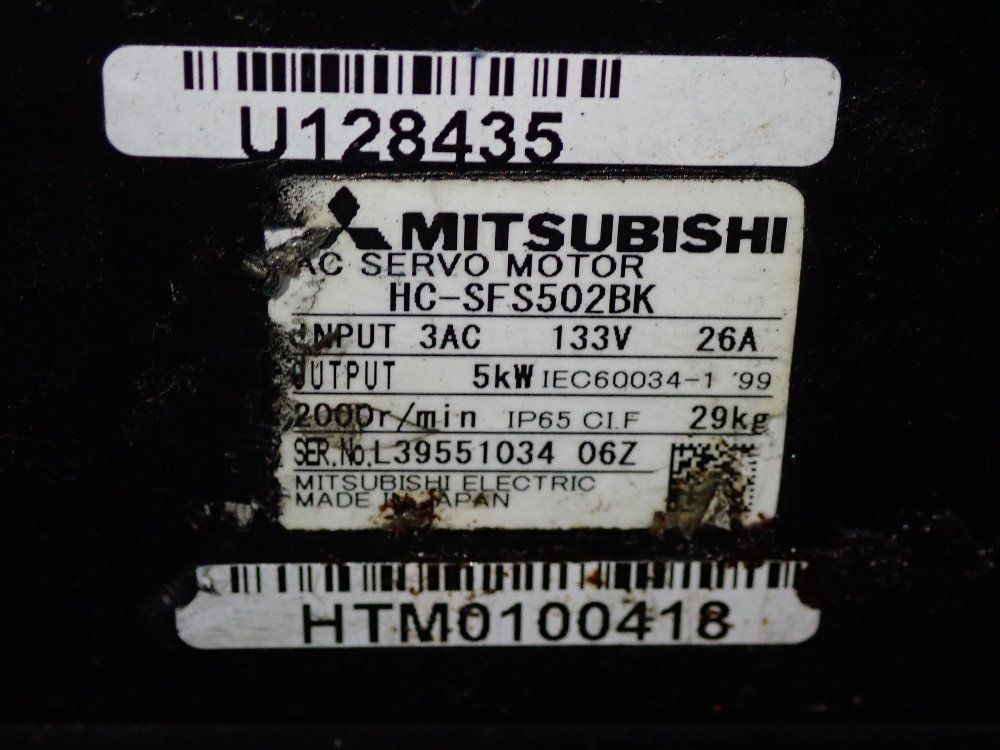 U128435
MITSUBISHI
AC SERVO MOTOR
HC-SFS502BK
INPUT 3AC 133V 26A
OUTPUT 5kW IEC60034-1 '99
2000r/min IP65 CI.F 29kg
SER.No.L39551034 06Z
MITSUBISHI ELECTRIC
MADE IN JAPAN
HTM0100418